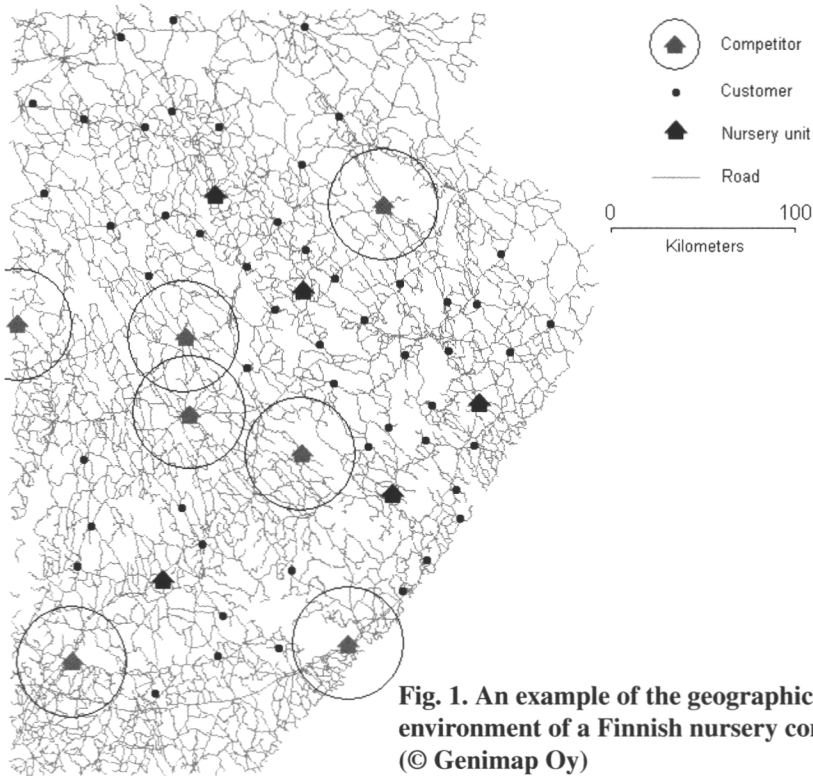 Competitor
Customer
Nursery unit
Road
0 100
Kilometers
Fig. 1. An example of the geographic
environment of a Finnish nursery
(© Genimap Oy)